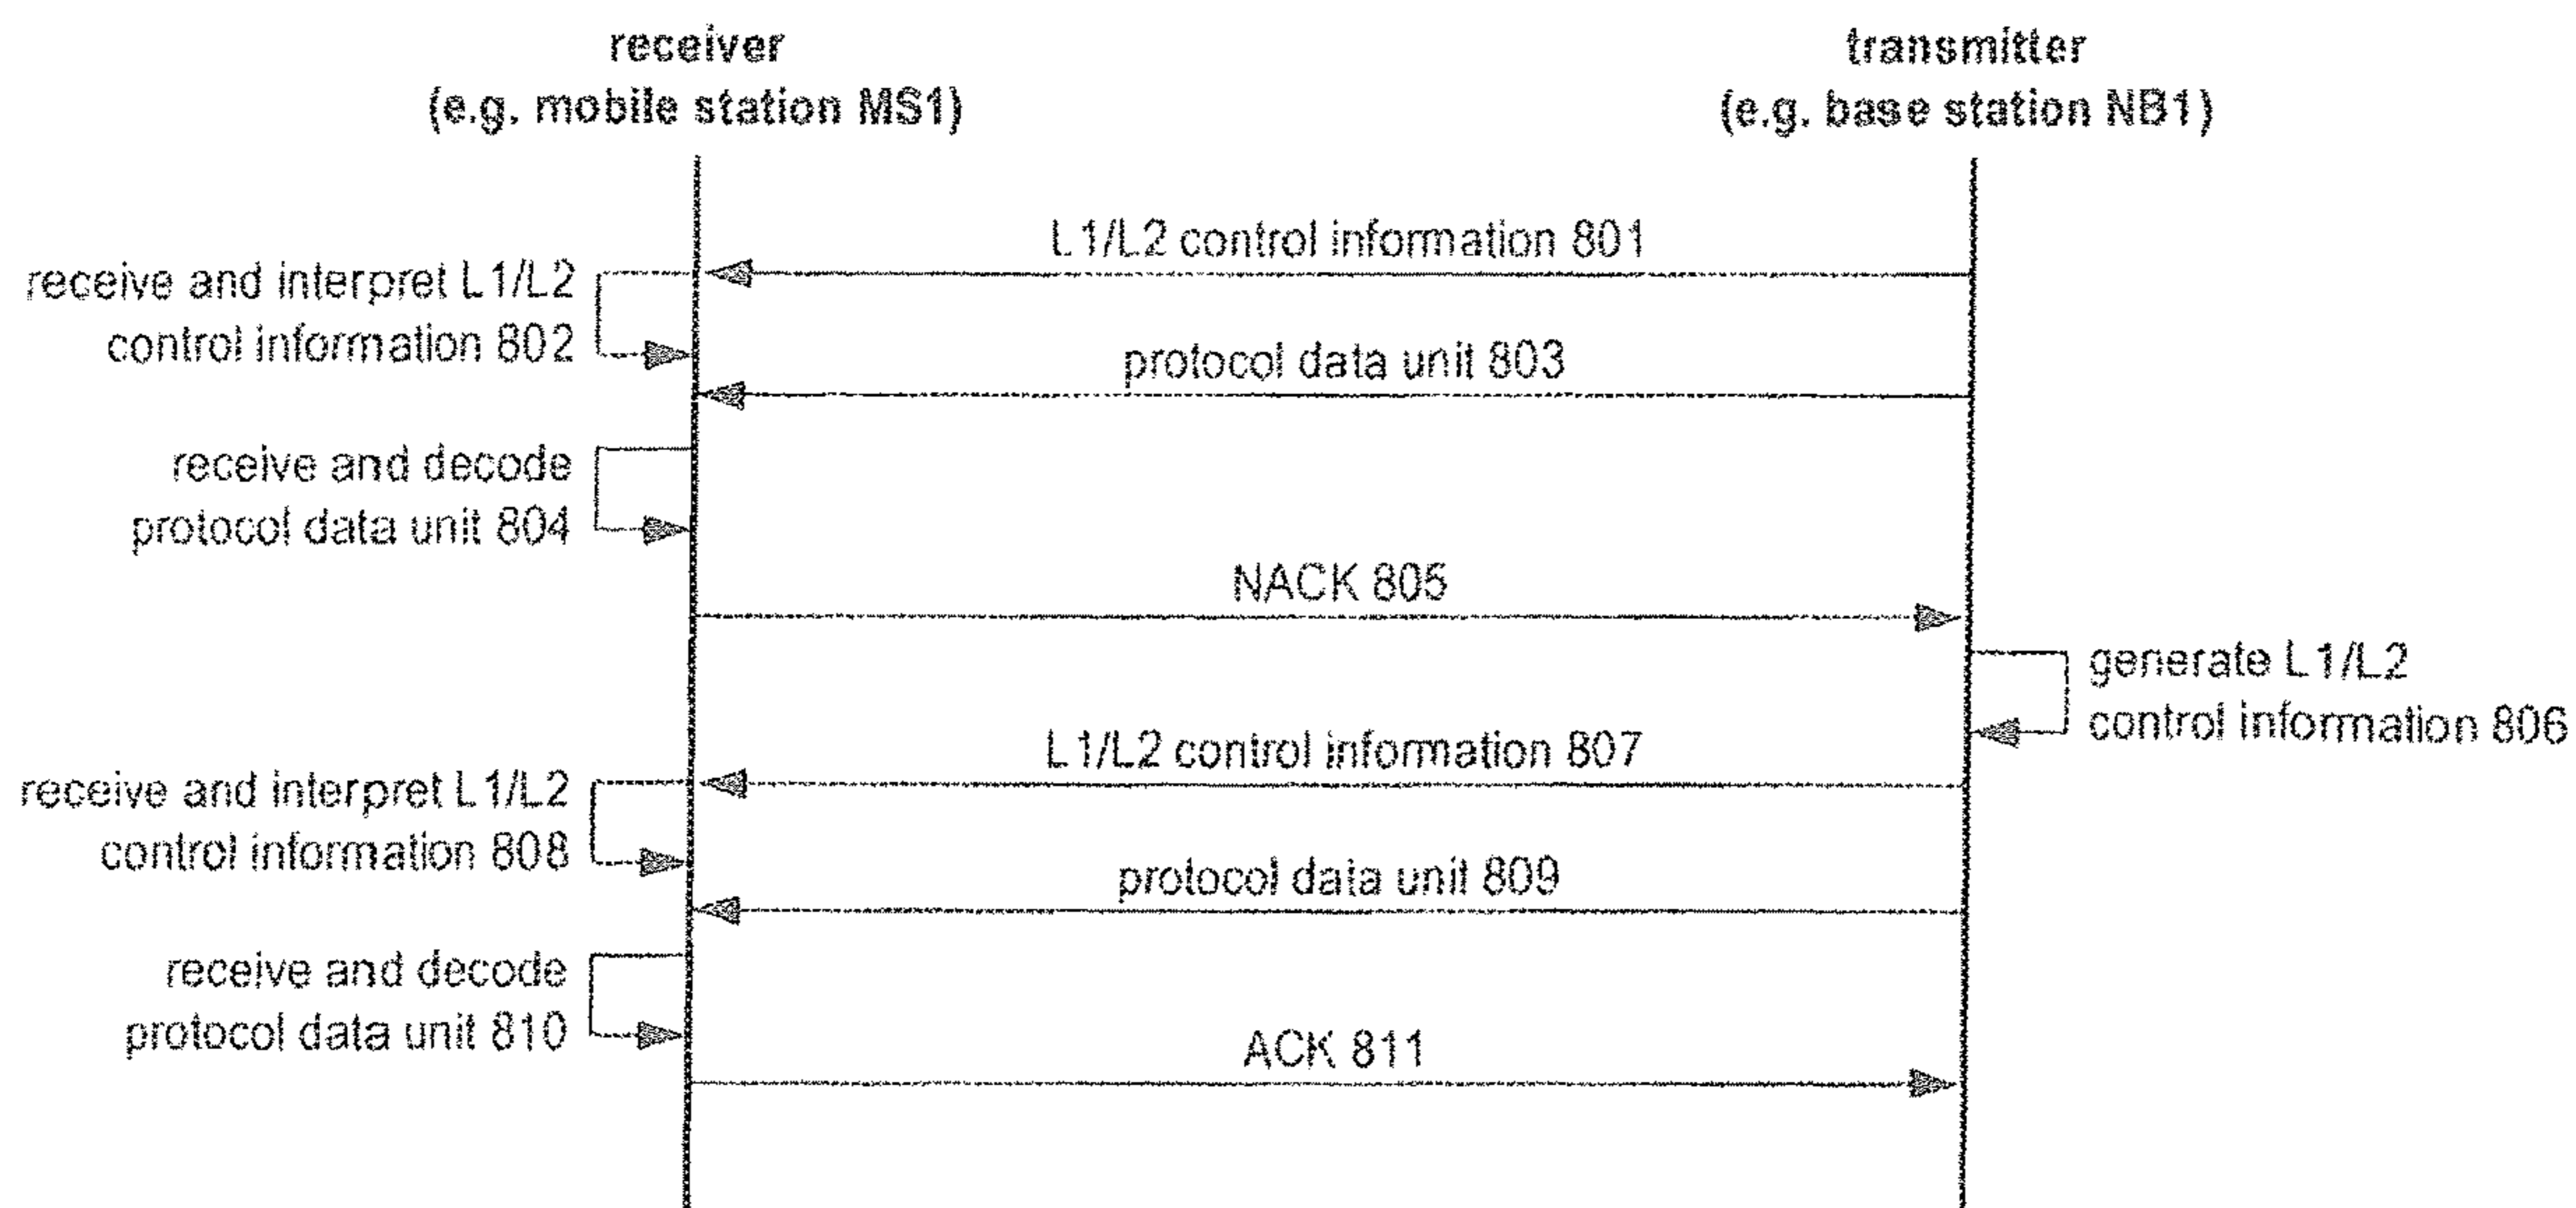 receiver
(e.g. mobile station MS1)
transmitter
(e.g. base station NB1)
L1/L2 control information 801
receive and interpret L1/L2
control information 802
protocol data unit 803
receive and decode
protocol data unit 804
NACK 805
generate L1/L2
control information 806
L1/L2 control information 807
receive and interpret L1/L2
control information 808
protocol data unit 809
receive and decode
protocol data unit 810
ACK 811